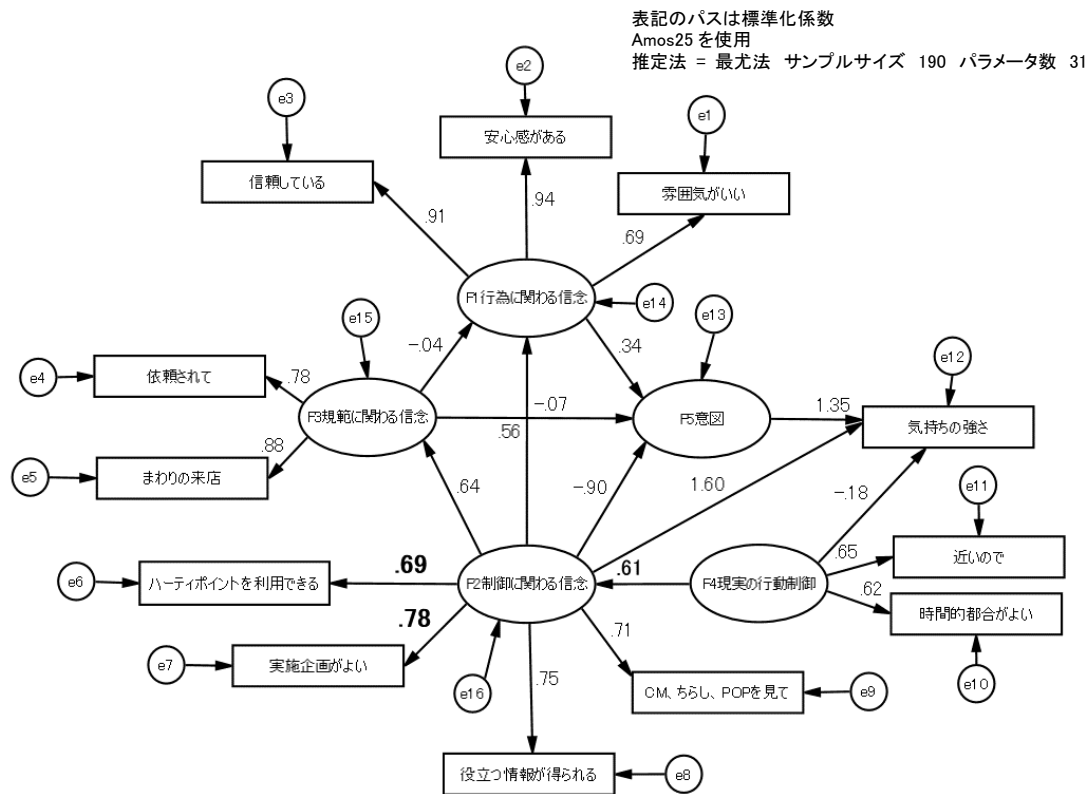 表記のパスは標準化係数
Amos25 を使用
推定法 = 最尤法 サンプルサイズ 190 パラメータ数 31
e2
e3
e1
安心感がある
信頼している
雰囲気がいい
.94
.91
.69
F1行為に関わる信念
e14
e15
e13
-.04
.34
e12
e4
依頼されて
.78
F3規範に関わる信念
-.07
F5意図
1.35
気持ちの強さ
.56
.88
e5
まわりの来店
.64
-.90
1.60
-.18
e11
.65
近いので
e6
ハーティポイントを利用できる
.69
F2制御に関わる信念
.61
F4現実の行動制御
.62
時間的都合がよい
.78
.71
e7
実施企画がよい
e16
.75
CM、ちらし、POPを見て
e9
e10
役立つ情報が得られる
e8